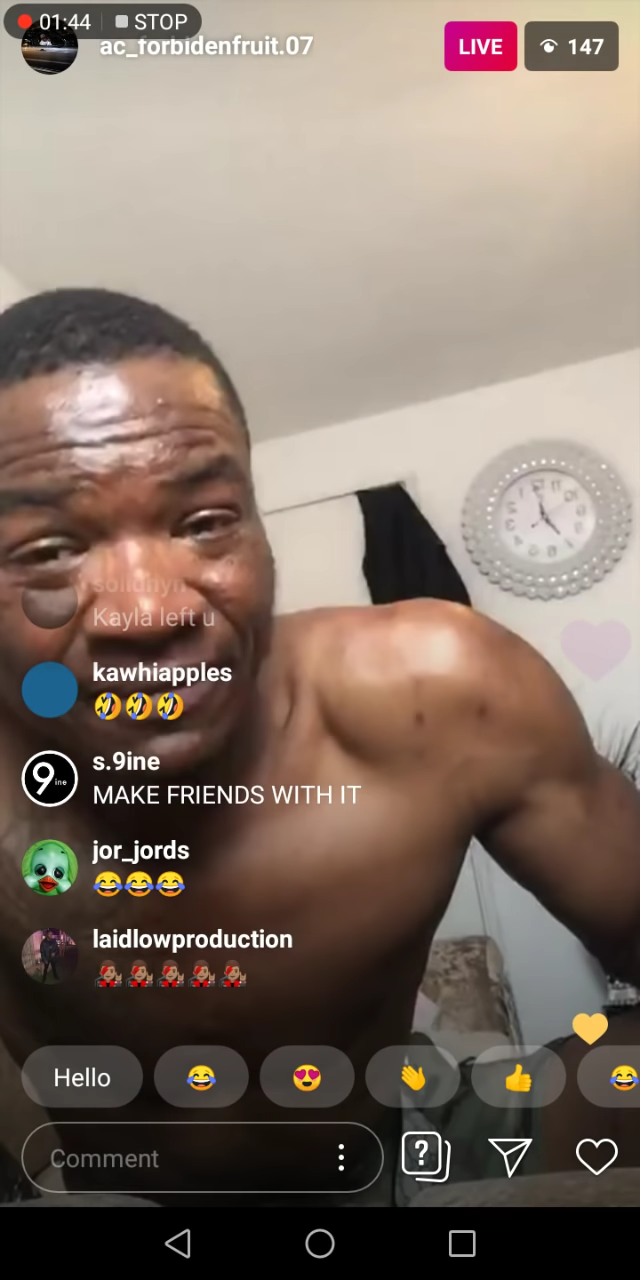 01:44 STOP
ac_forbidenfruit.07 LIVE 147
Kayla left u
kawhiapples
🤣🤣🤣
s.9ine
9ine MAKE FRIENDS WITH IT
jor_jords
😂😂😂
laidlowproduction
👨🏽‍🎤👨🏽‍🎤👨🏽‍🎤👨🏽‍🎤👨🏽‍🎤
Hello 😂 😍 👋 👍 😂
Comment